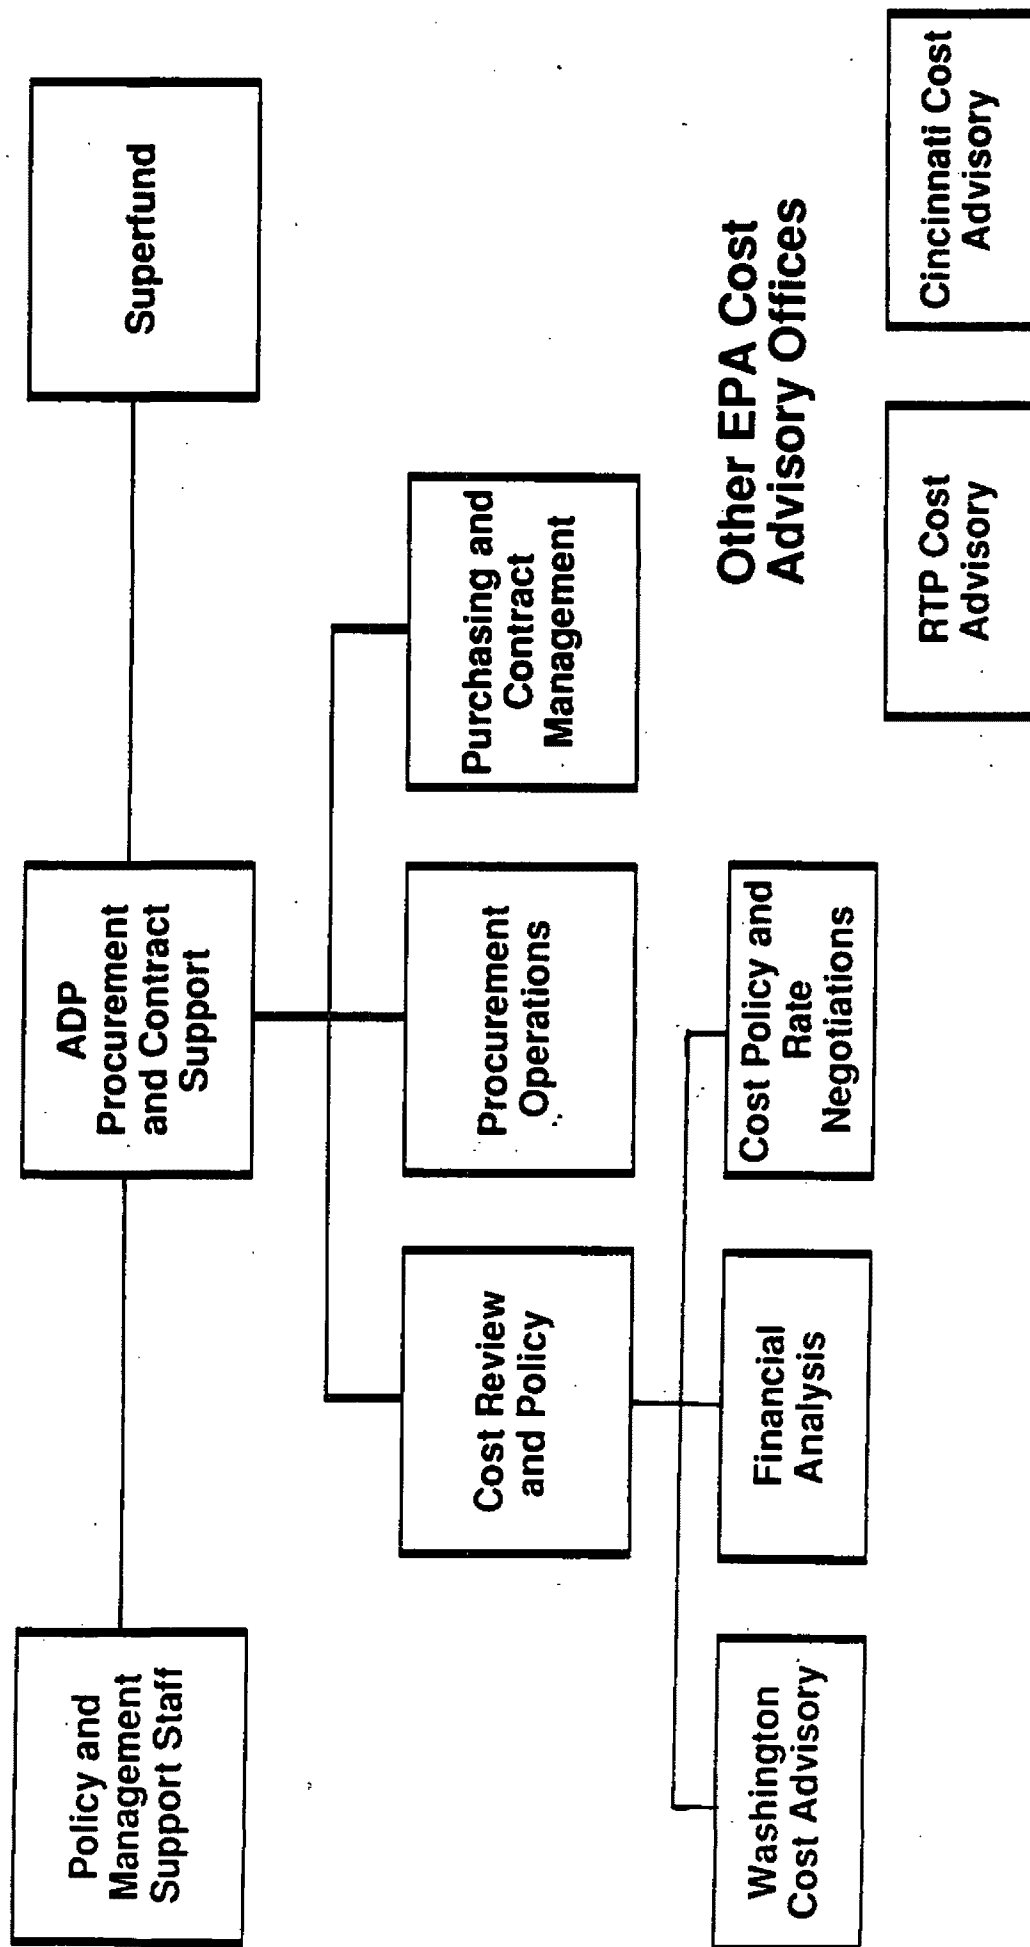 Policy and
Management
Support Staff
ADP
Procurement
and Contract
Support
Superfund
Cost Review
and Policy
Procurement
Operations
Purchasing and
Contract
Management
Washington
Cost Advisory
Financial
Analysis
Cost Policy and
Rate
Negotiations
Other EPA Cost
Advisory Offices
RTP Cost
Advisory
Cincinnati Cost
Advisory